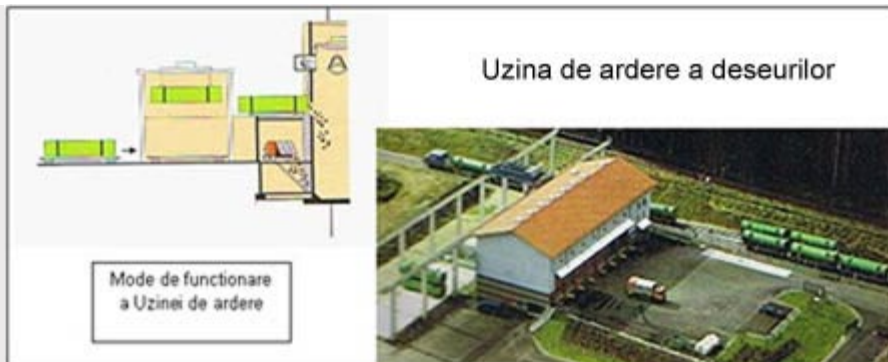 Uzina de ardere a deseurilor
Mode de functionare
a Uzinei de ardere